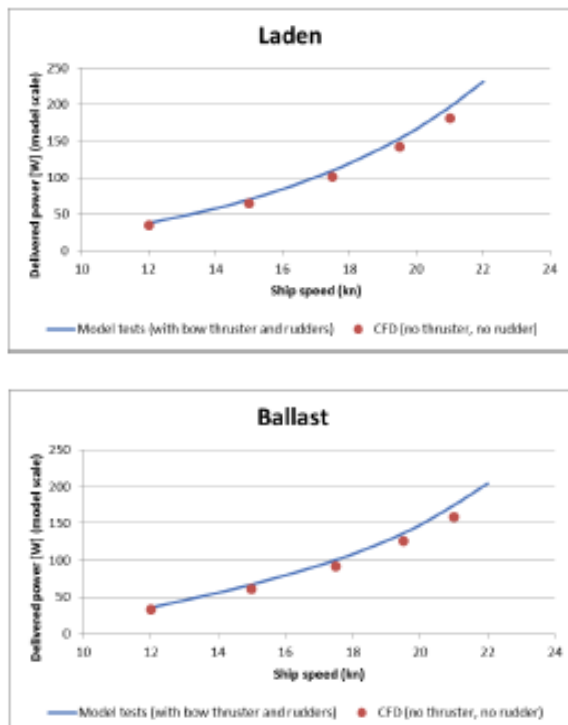 Laden
Delivered power [W] (model scale)
250
200
150
100
50
0
10 12 14 16 18 20 22 24
Ship speed (kn)
Model tests (with bow thruster and rudders) CFD (no thruster, no rudder)
Ballast
Delivered power [W] (model scale)
250
200
150
100
50
0
10 12 14 16 18 20 22 24
Ship speed (kn)
Model tests (with bow thruster and rudders) CFD (no thruster, no rudder)